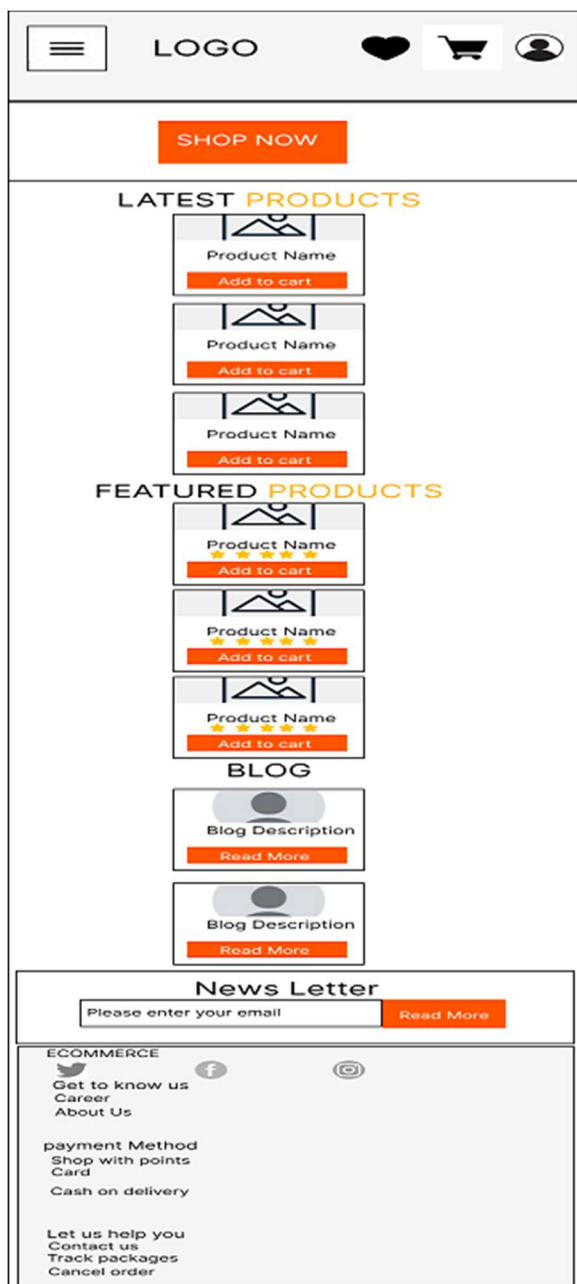 LOGO
SHOP NOW
LATEST PRODUCTS
Product Name
Add to cart
Product Name
Add to cart
Product Name
Add to cart
FEATURED PRODUCTS
Product Name
Add to cart
Product Name
Add to cart
Product Name
Add to cart
BLOG
Blog Description
Read More
Blog Description
Read More
News Letter
Please enter your email Read More
ECOMMERCE
Get to know us
Career
About Us
payment Method
Shop with points
Card
Cash on delivery
Let us help you
Contact us
Track packages
Cancel order